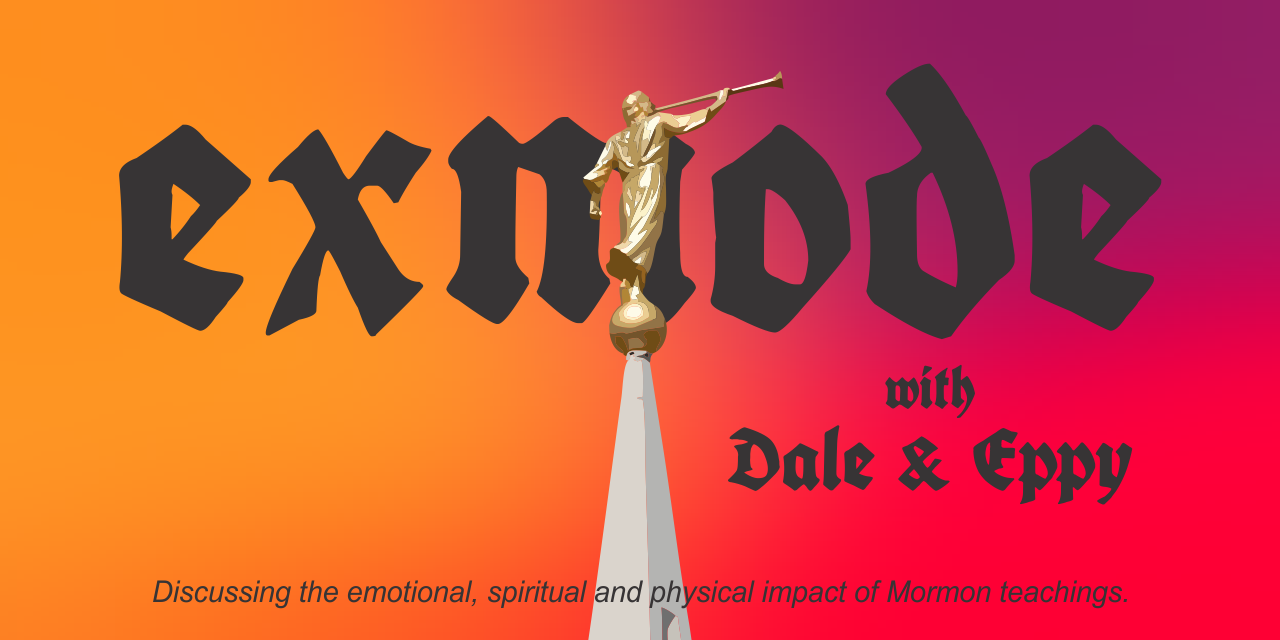 exmode
with
Dale & Eppy
Discussing the emotional, spiritual and physical impact of Mormon teachings.